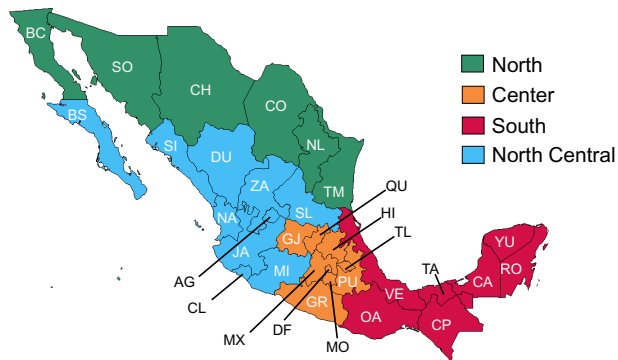 BC
SO
CH
CO
NL
TM
BS
SI
DU
ZA
SL
NA
JA
MI
GJ
GR
PU
QU
HI
TL
AG
CL
MX
DF
MO
OA
VE
TA
CP
CA
YU
RO
North
Center
South
North Central